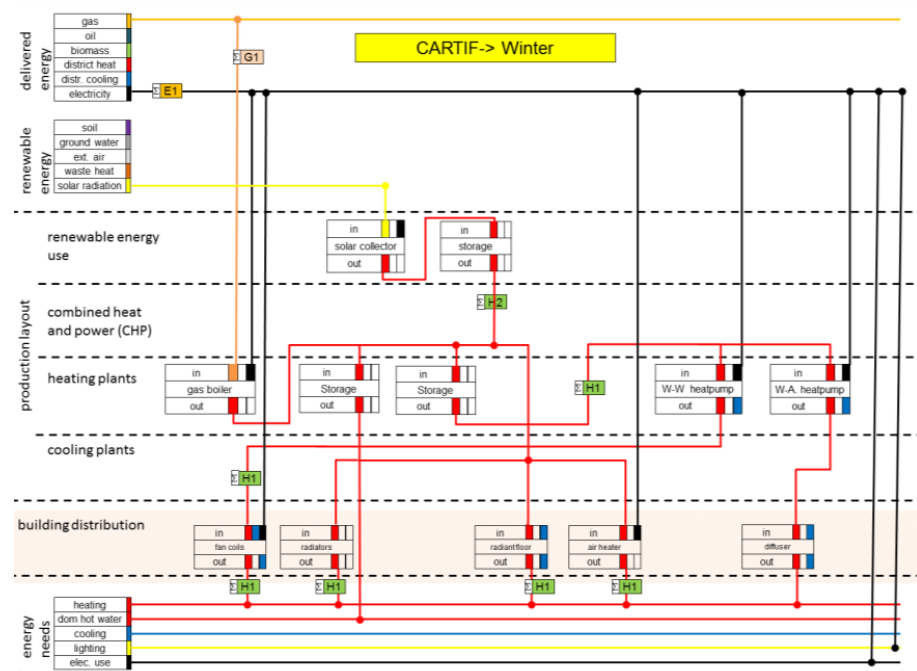 delivered
energy
gas
oil
biomass
district heat
distr. cooling
electricity
Σ E1
Σ G1
CARTIF-> Winter
renewable
energy
soil
ground water
ext. air
waste heat
solar radiation
production layout
renewable energy
use
in
solar collector
out
in
storage
out
combined heat
and power (CHP)
Σ H2
heating plants
in
gas boiler
out
in
Storage
out
in
Storage
out
Σ H1
in
W-W heatpump
out
in
W-A. heatpump
out
cooling plants
Σ H1
building distribution
in
fan coils
out
in
radiators
out
in
radiant floor
out
in
air heater
out
in
diffuser
out
Σ H1
Σ H1
Σ H1
Σ H1
energy
needs
heating
dom hot water
cooling
lighting
elec. use